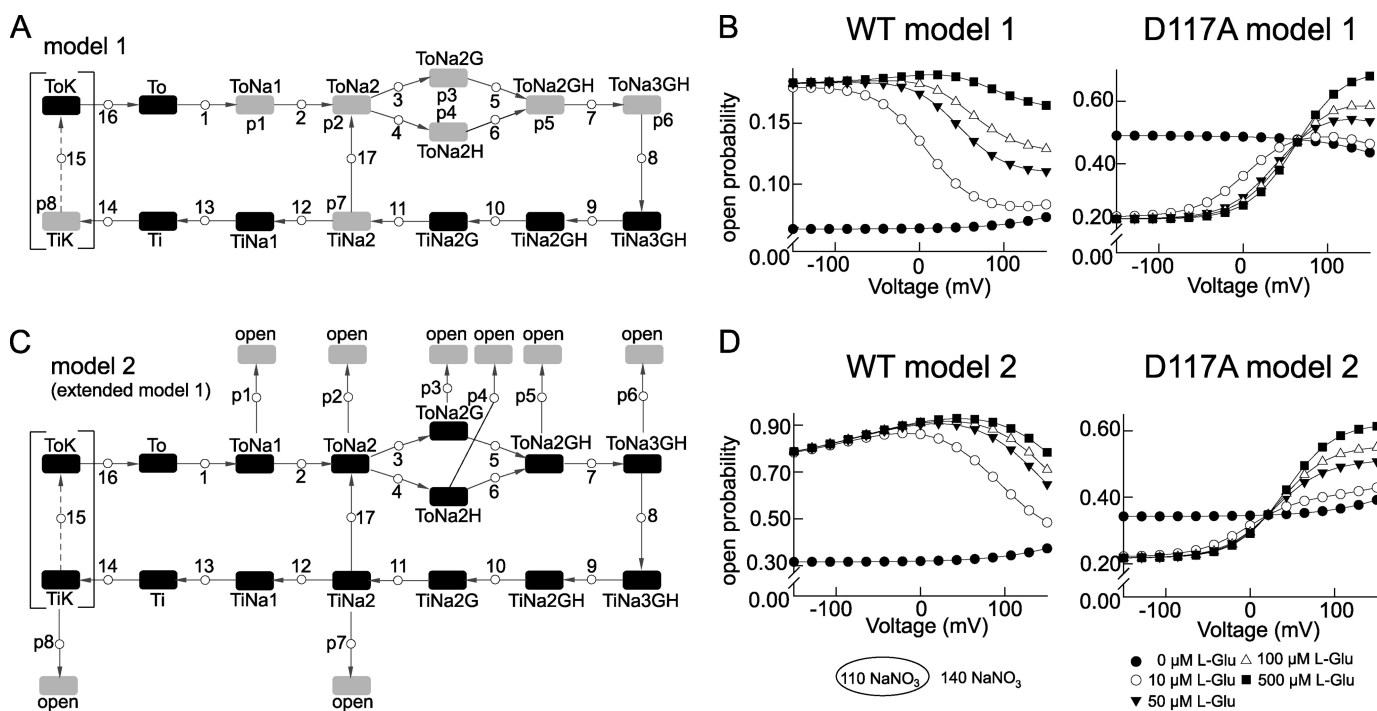 A
model 1
ToK
To
ToNa1
ToNa2
ToNa2G
ToNa2GH
ToNa3GH
16
1
p1
2
p2
3
4
p3
p4
ToNa2H
5
6
p5
7
p6
15
17
8
p8
p7
14
13
12
11
10
9
TiK
Ti
TiNa1
TiNa2
TiNa2G
TiNa2GH
TiNa3GH
B
WT model 1
open probability
0.15
0.10
0.00
-100
0
100
Voltage (mV)
D117A model 1
0.60
0.40
0.20
0.00
-100
0
100
Voltage (mV)
C
model 2
(extended model 1)
open
open
open
open
open
open
p1
p2
p3
p4
p5
p6
ToK
To
ToNa1
ToNa2
ToNa2G
ToNa2GH
ToNa3GH
16
1
2
3
4
5
6
7
ToNa2H
15
17
8
14
13
12
11
10
9
TiK
Ti
TiNa1
TiNa2
TiNa2G
TiNa2GH
TiNa3GH
p8
p7
open
open
D
WT model 2
open probability
0.90
0.70
0.50
0.30
0.00
-100
0
100
Voltage (mV)
D117A model 2
0.60
0.40
0.20
0.00
-100
0
100
Voltage (mV)
110 NaNO₃
140 NaNO₃
0 µM L-Glu
100 µM L-Glu
10 µM L-Glu
500 µM L-Glu
50 µM L-Glu